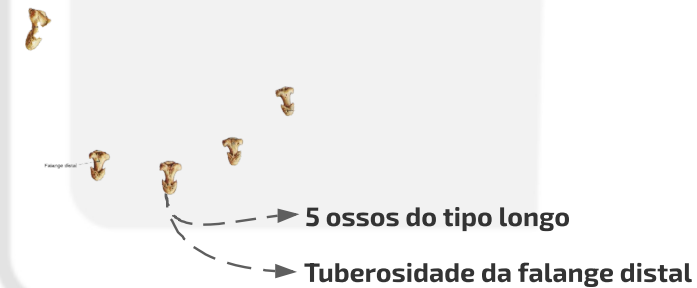 Falange distal
5 ossos do tipo longo
Tuberosidade da falange distal